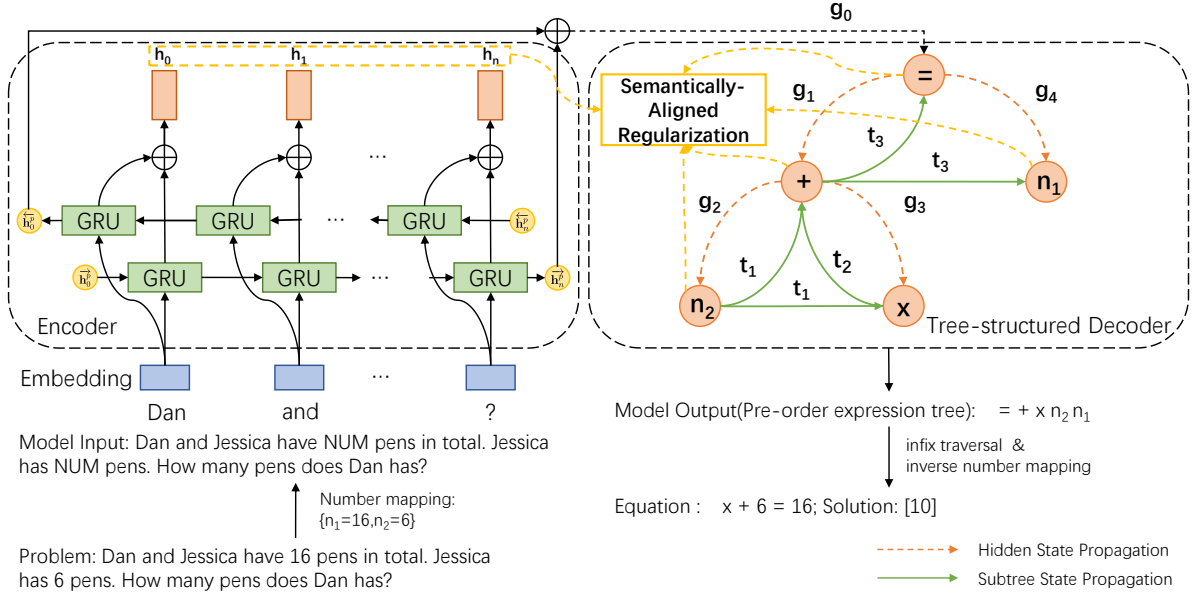 g₀
h₀ h₁ hₙ
=
Semantically-
Aligned
Regularization
g₁ g₄
t₃
t₃
+ n₁
...
GRU GRU ... GRU
h₀ᵖ hₙᵖ
g₂ g₃
GRU GRU ... GRU
h₀ᵖ hₙᵖ
t₁ t₂
t₁
n₂ x
Encoder
Tree-structured Decoder
Embedding ...
Dan and ?
Model Input: Dan and Jessica have NUM pens in total. Jessica
has NUM pens. How many pens does Dan has?
Number mapping:
{n₁=16,n₂=6}
Problem: Dan and Jessica have 16 pens in total. Jessica
has 6 pens. How many pens does Dan has?
Model Output(Pre-order expression tree): = + x n₂ n₁
infix traversal &
inverse number mapping
Equation : x + 6 = 16; Solution: [10]
Hidden State Propagation
Subtree State Propagation